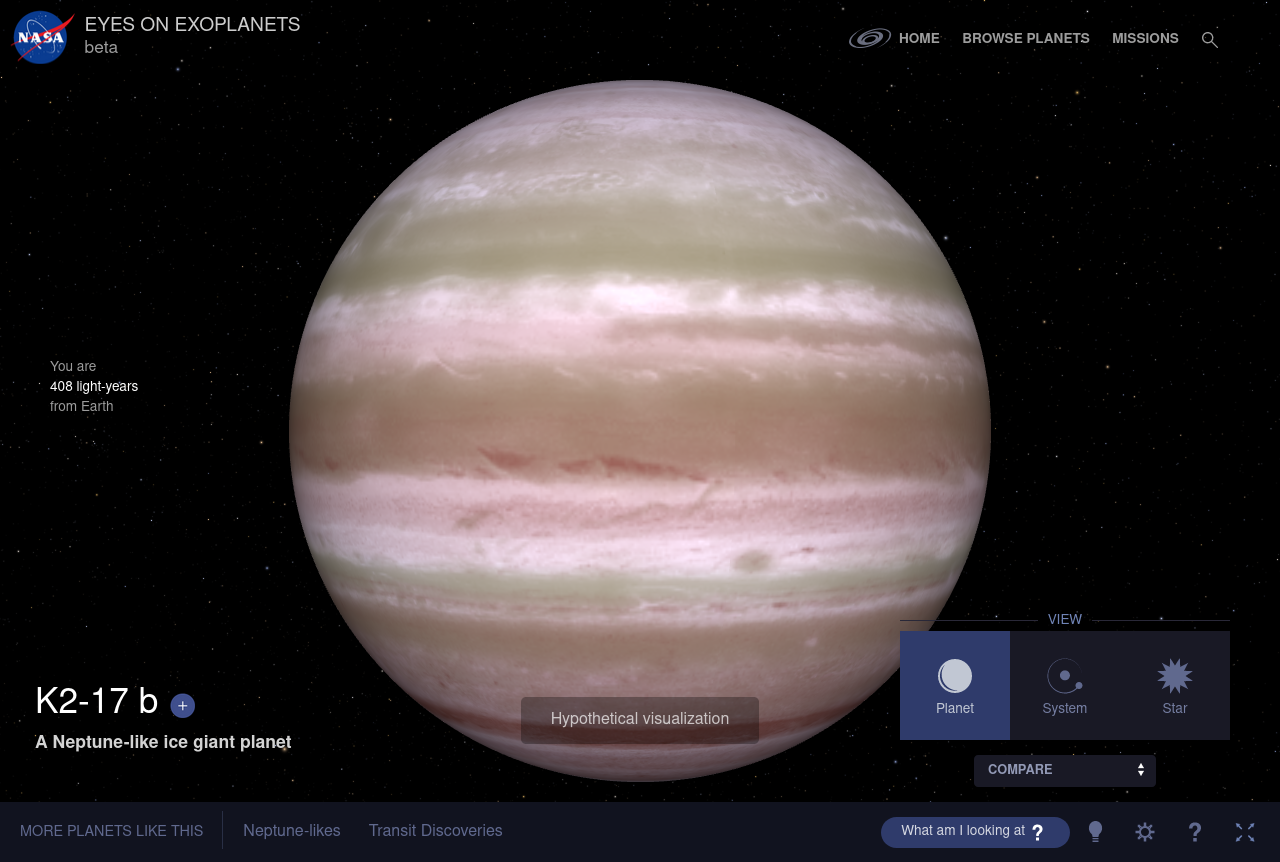 NASA
EYES ON EXOPLANETS
beta
HOME
BROWSE PLANETS
MISSIONS
You are
408 light-years
from Earth
K2-17 b +
A Neptune-like ice giant planet
Hypothetical visualization
VIEW
Planet
System
Star
COMPARE
MORE PLANETS LIKE THIS
Neptune-likes
Transit Discoveries
What am I looking at ?
?